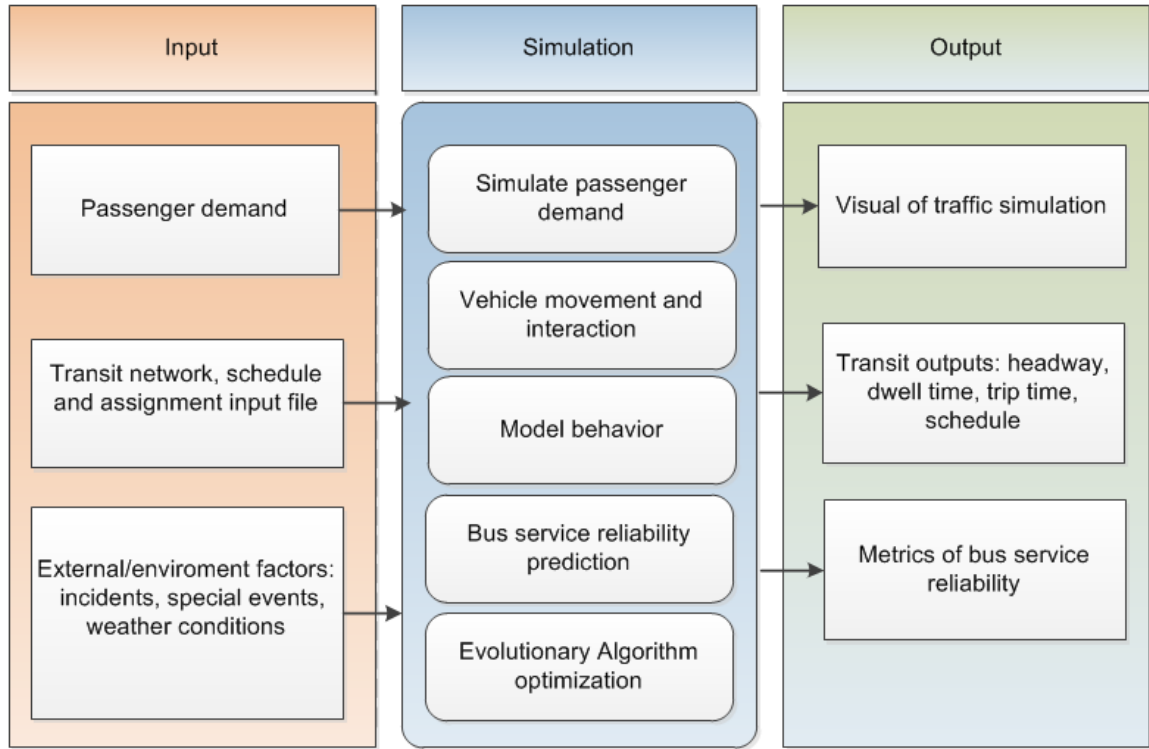 Input
Simulation
Output
Passenger demand
Transit network, schedule
and assignment input file
External/enviroment factors:
incidents, special events,
weather conditions
Simulate passenger
demand
Vehicle movement and
interaction
Model behavior
Bus service reliability
prediction
Evolutionary Algorithm
optimization
Visual of traffic simulation
Transit outputs: headway,
dwell time, trip time,
schedule
Metrics of bus service
reliability